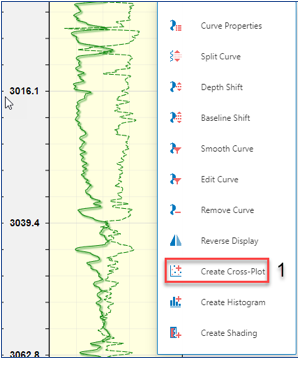 Curve Properties
Split Curve
3016.1
Depth Shift
Baseline Shift
Smooth Curve
Edit Curve
Remove Curve
3039.4
Reverse Display
Create Cross-Plot 1
Create Histogram
Create Shading
3062.8